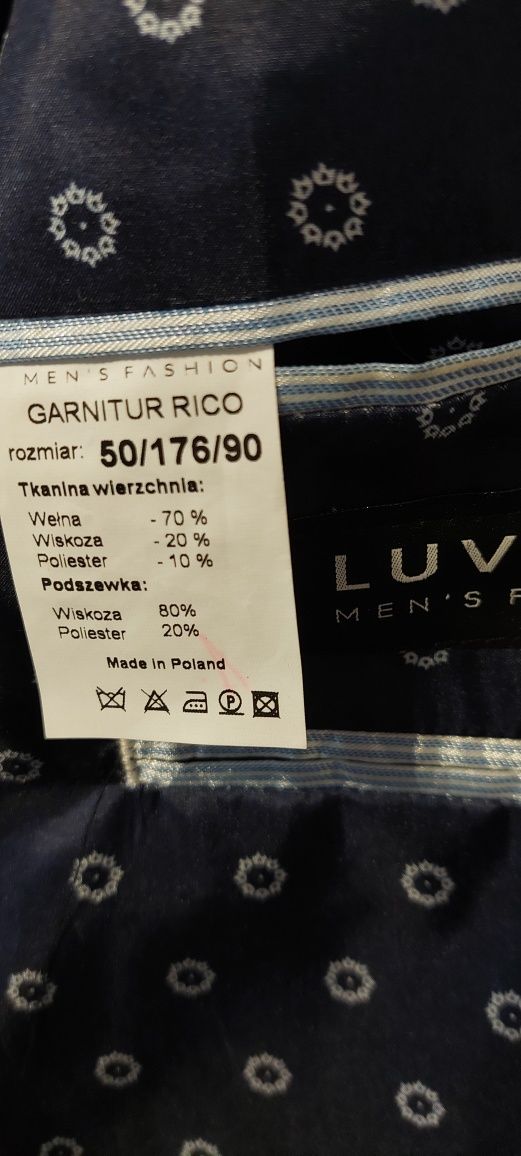 MEN'S FASHION
GARNITUR RICO
rozmiar: 50/176/90
Tkanina wierzchnia:
Wełna - 70 %
Wiskoza - 20 %
Poliester - 10 %
Podszewka:
Wiskoza 80%
Poliester 20%
Made in Poland
P
LUV
MEN'S F